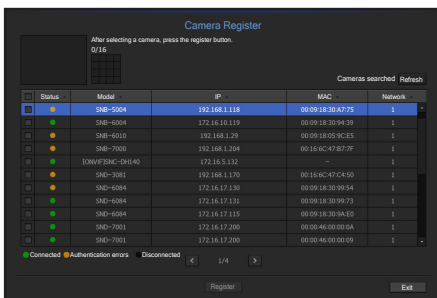 Camera Register
After selecting a camera, press the register button.
0/16
Cameras searched Refresh
Status Model IP MAC Network
SNB-5004 192.168.1.118 00:09:18:30:A7:75 1
SNB-6004 172.16.10.119 00:09:18:30:94:39 1
SNB-6010 192.168.1.29 00:09:18:05:9C:E5 1
SNB-7000 192.168.1.204 00:16:6C:47:B7:7F 1
[ONVIF]SNC-DH140 172.16.5.132 - 1
SND-3081 192.168.1.170 00:16:6C:47:C4:50 1
SND-6084 172.16.17.130 00:09:18:30:99:54 1
SND-6084 172.16.17.131 00:09:18:30:99:73 1
SND-6084 172.16.17.115 00:09:18:30:9A:E0 1
SND-7001 172.16.17.200 00:00:46:00:00:0A 1
SND-7001 172.16.17.200 00:00:46:00:00:09 1
Connected Authentication errors Disconnected < 1/4 >
Register Exit